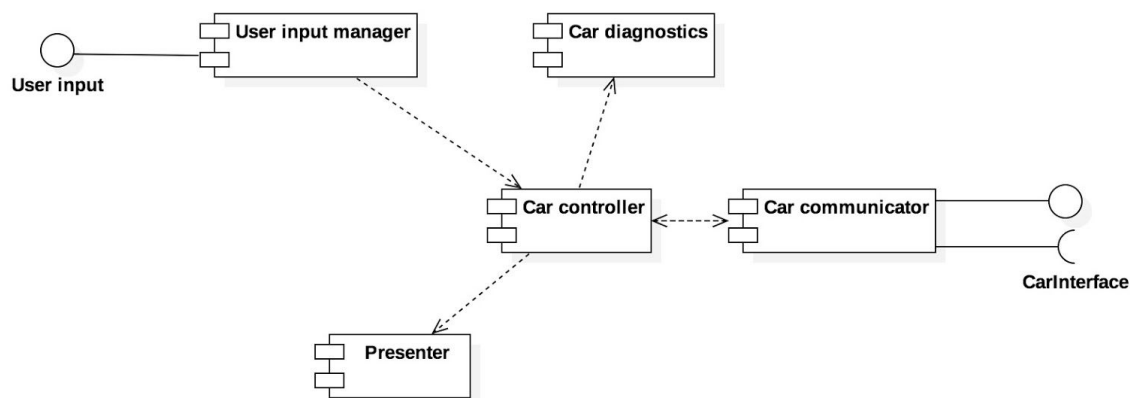 User input manager
Car diagnostics
User input
Car controller
Car communicator
CarInterface
Presenter